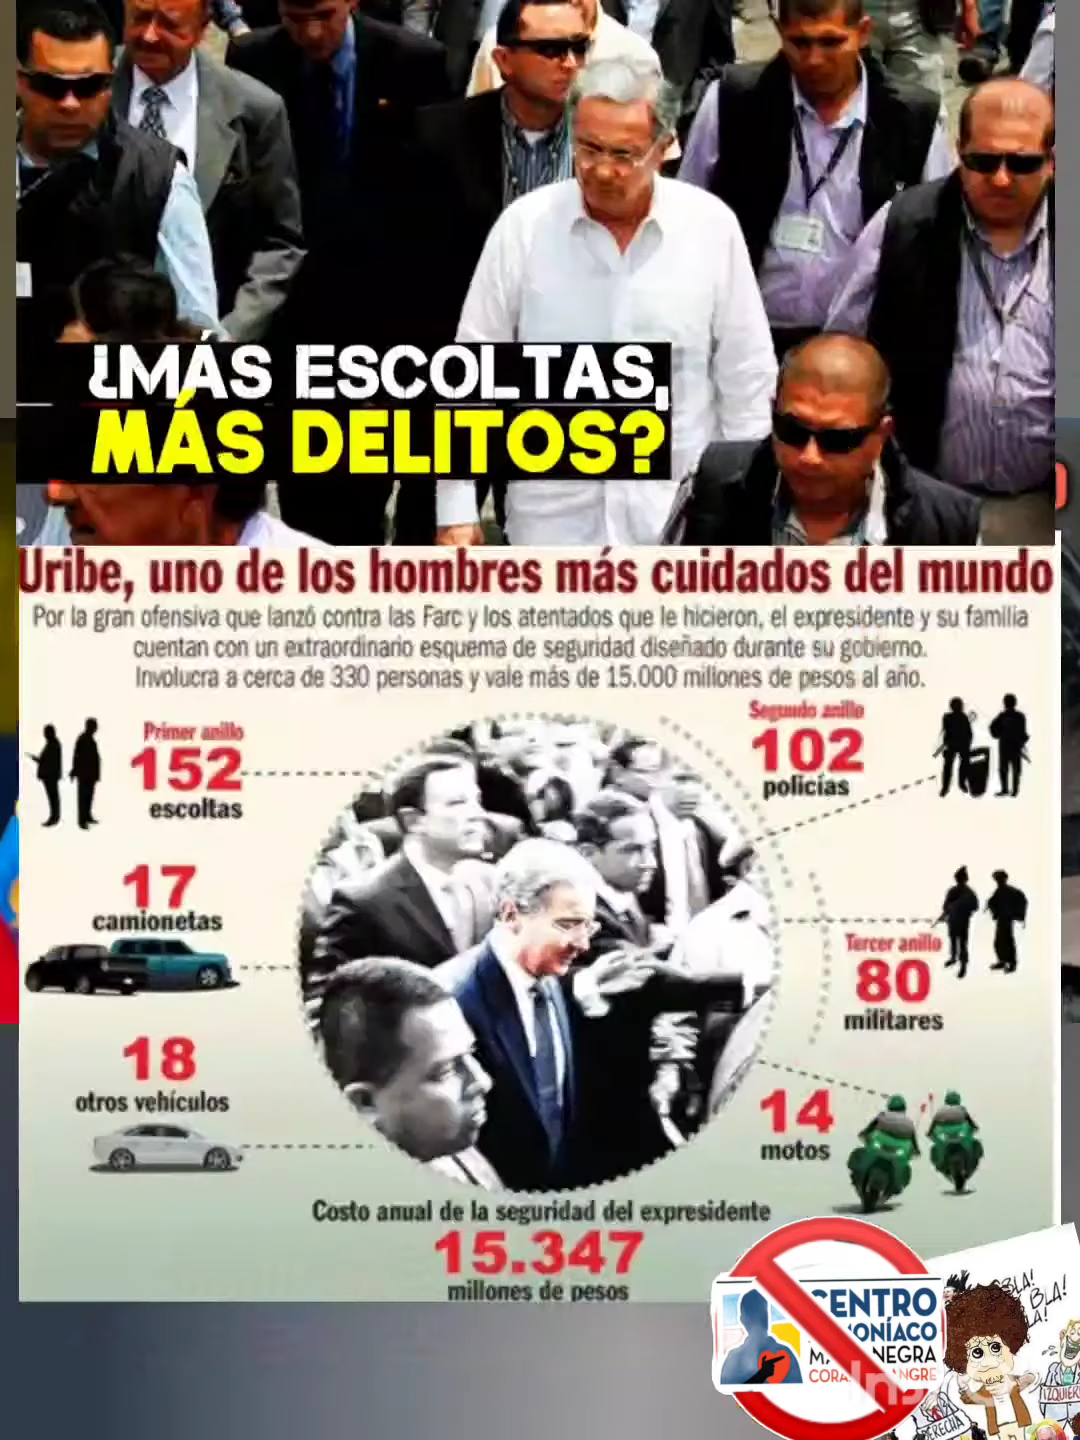 ¿MÁS ESCOLTAS,
MÁS DELITOS?
Uribe, uno de los hombres más cuidados del mundo
Por la gran ofensiva que lanzó contra las Farc y los atentados que le hicieron, el expresidente y su familia
cuentan con un extraordinario esquema de seguridad diseñado durante su gobierno.
Involucra a cerca de 330 personas y vale más de 15.000 millones de pesos al año.
Primer anillo
152
escoltas
Segundo anillo
102
policías
17
camionetas
Tercer anillo
80
militares
18
otros vehículos
14
motos
Costo anual de la seguridad del expresidente
15.347
millones de pesos
CENTRO
NEGRA
BLA!
BLA!
DERECHA